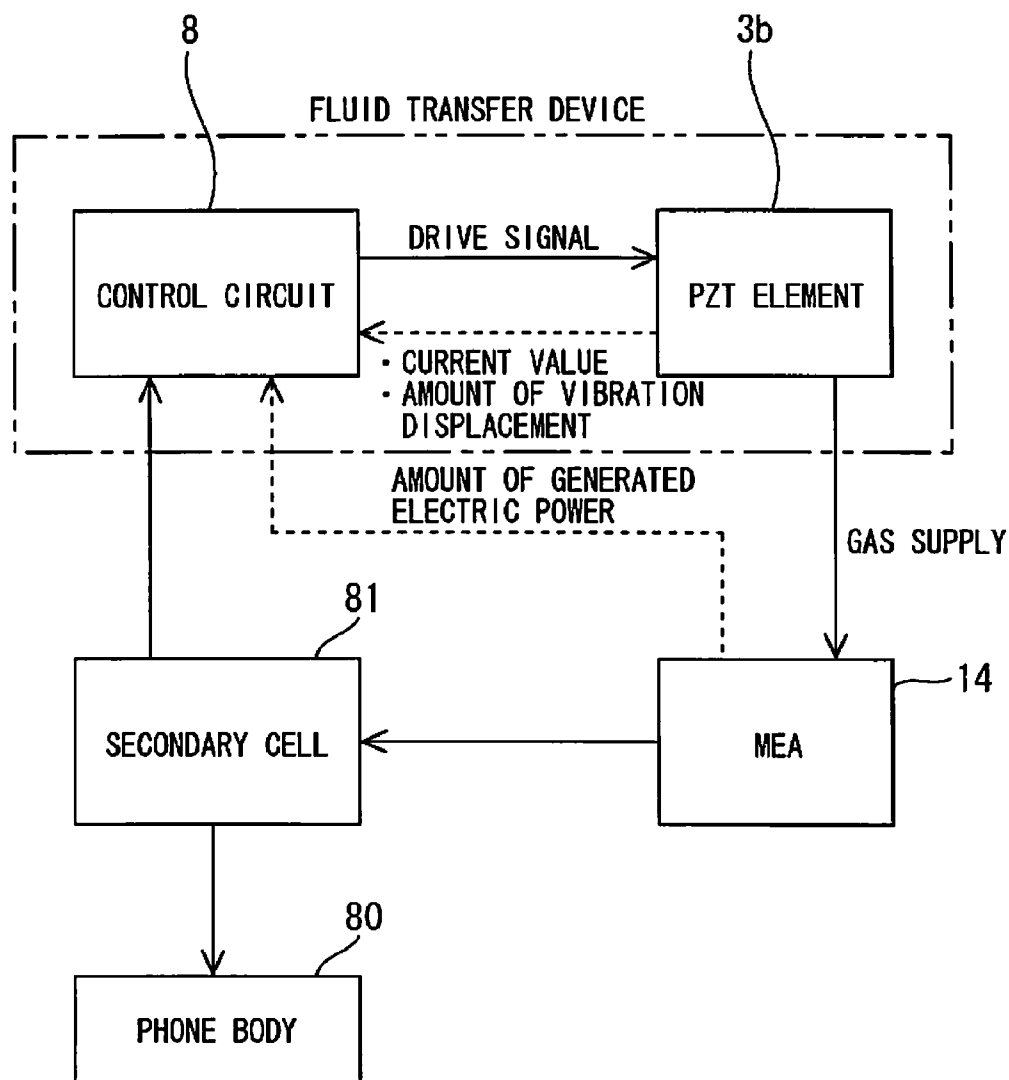 8
3b
FLUID TRANSFER DEVICE
CONTROL CIRCUIT
DRIVE SIGNAL
PZT ELEMENT
・CURRENT VALUE
・AMOUNT OF VIBRATION
DISPLACEMENT
AMOUNT OF GENERATED
ELECTRIC POWER
GAS SUPPLY
81
SECONDARY CELL
14
MEA
80
PHONE BODY